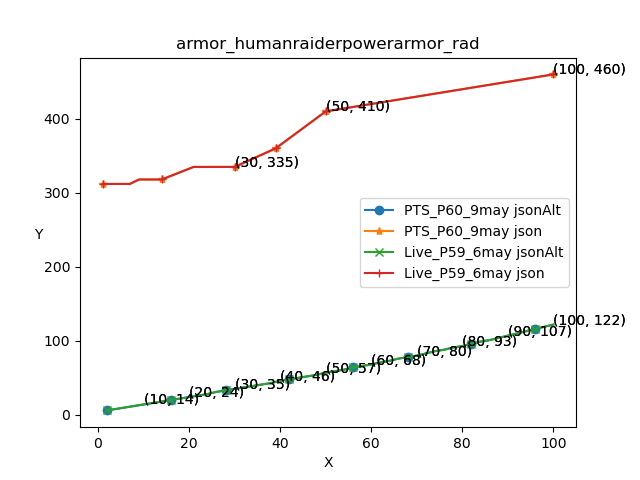 armor_humanraiderpowerarmor_rad
(100, 460)
400
(50, 410)
(30, 335)
300
PTS_P60_9may jsonAlt
PTS_P60_9may json
Y
Live_P59_6may jsonAlt
Live_P59_6may json
200
100
(100, 122)
(90, 107)
(80, 93)
(70, 80)
(60, 68)
(50, 57)
(40, 46)
(30, 35)
(20, 24)
(10, 14)
0
0 20 40 60 80 100
X